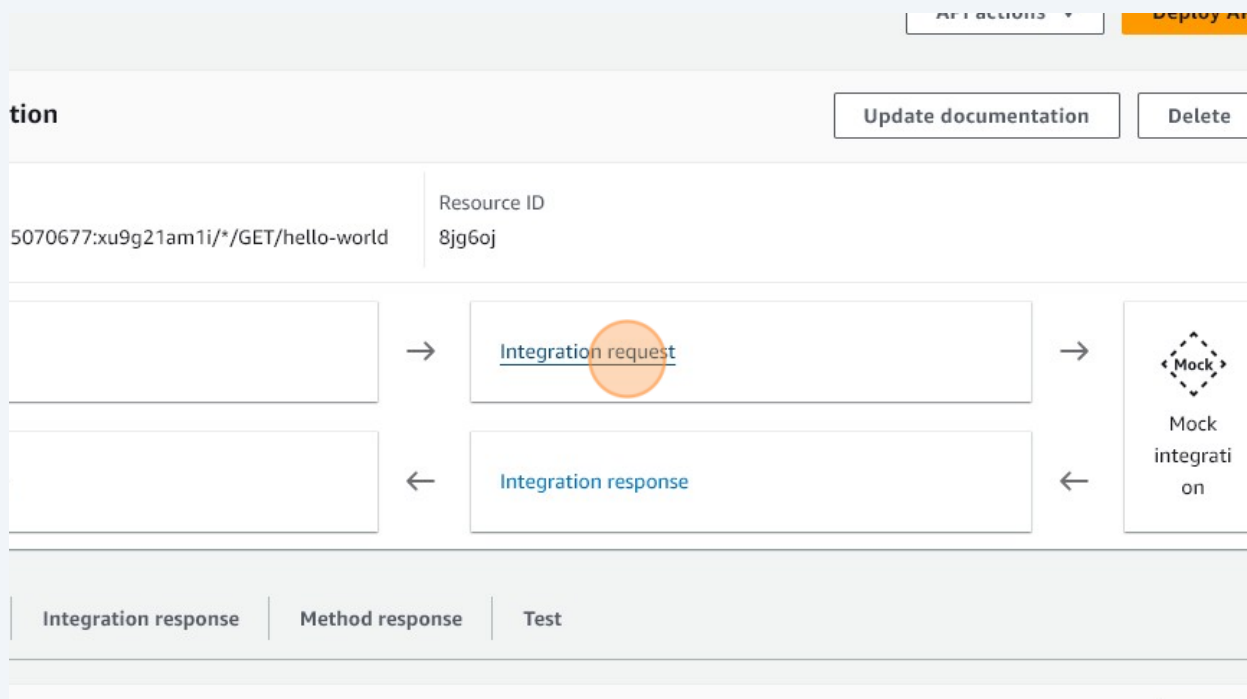 API actions
Deploy AP
tion
Update documentation
Delete
Resource ID
5070677:xu9g21am1i/*/GET/hello-world
8jg6oj
Integration request
Mock
Mock
integrati
on
Integration response
Integration response
Method response
Test